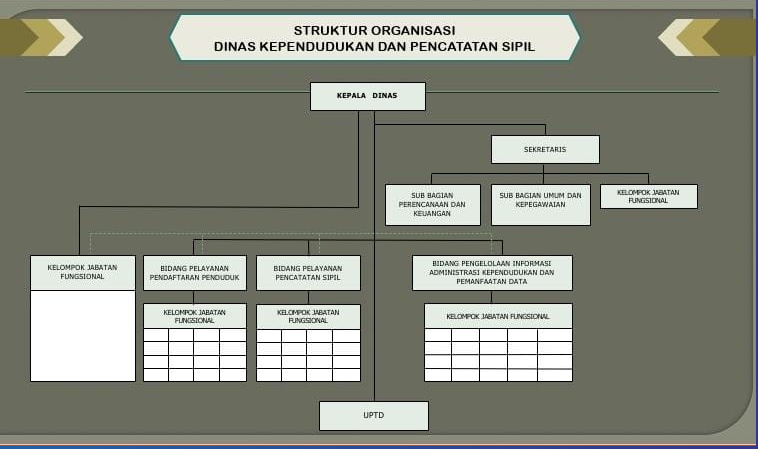 STRUKTUR ORGANISASI
DINAS KEPENDUDUKAN DAN PENCATATAN SIPIL
KEPALA DINAS
SEKRETARIS
SUB BAGIAN
PERENCANAAN DAN
KEUANGAN
SUB BAGIAN UMUM DAN
KEPEGAWAIAN
KELOMPOK JABATAN
FUNGSIONAL
KELOMPOK JABATAN
FUNGSIONAL
BIDANG PELAYANAN
PENDAFTARAN PENDUDUK
BIDANG PELAYANAN
PENCATATAN SIPIL
BIDANG PENGELOLAAN INFORMASI
ADMINISTRASI KEPENDUDUKAN DAN
PEMANFAATAN DATA
KELOMPOK JABATAN
FUNGSIONAL
KELOMPOK JABATAN
FUNGSIONAL
KELOMPOK JABATAN FUNGSIONAL
UPTD